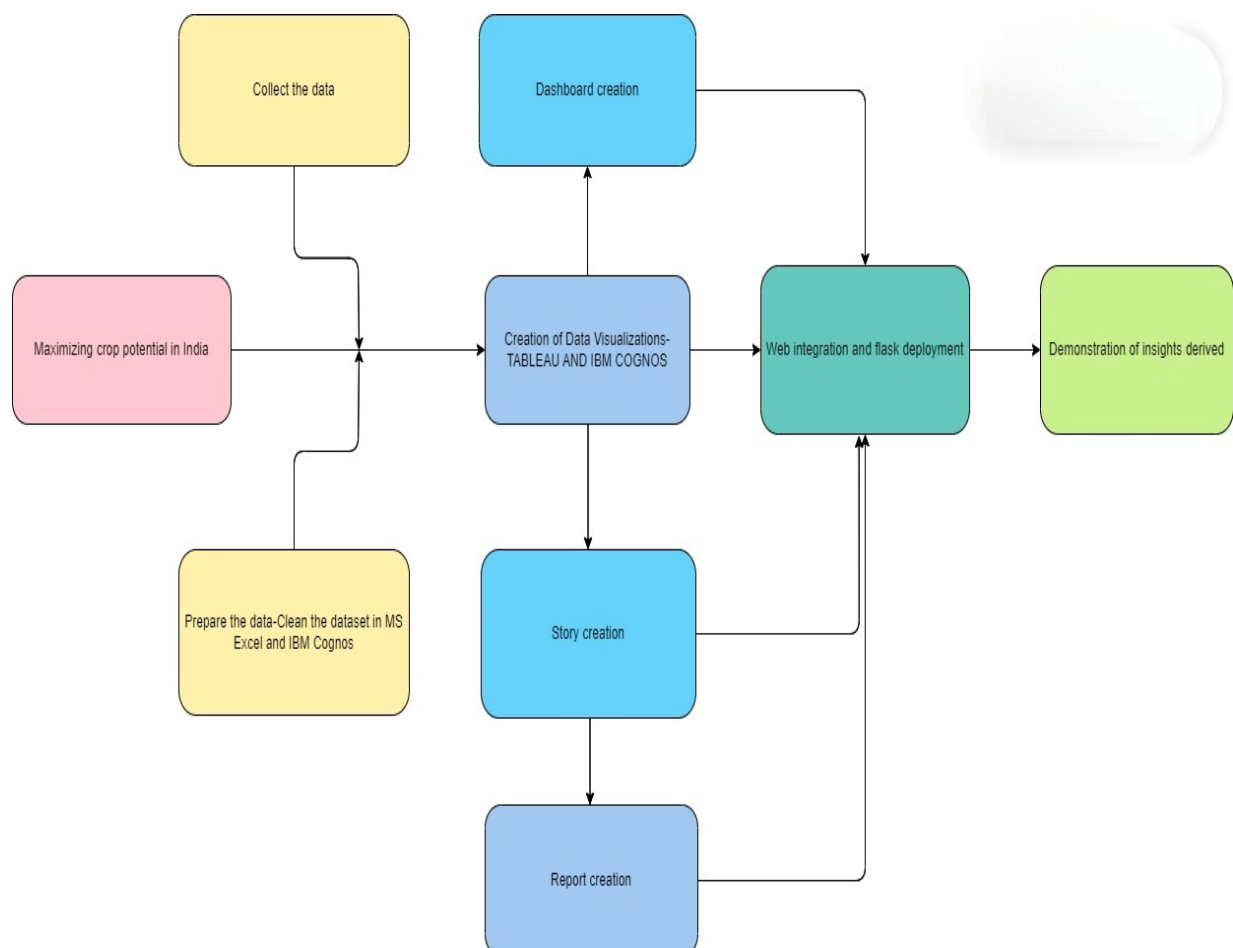 Collect the data
Dashboard creation
Maximizing crop potential in India
Creation of Data Visualizations-
TABLEAU AND IBM COGNOS
Web integration and flask deployment
Demonstration of insights derived
Prepare the data-Clean the dataset in MS
Excel and IBM Cognos
Story creation
Report creation